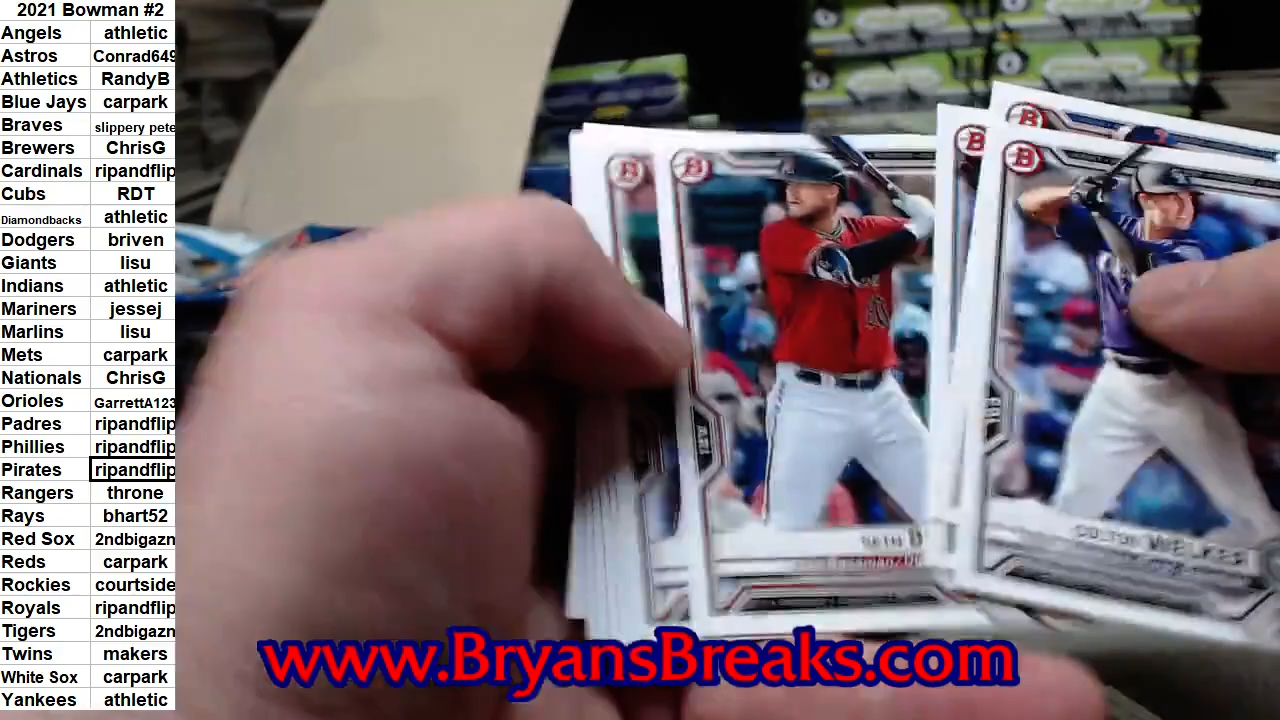 2021 Bowman #2
Angels athletic
Astros Conrad649
Athletics RandyB
Blue Jays carpark
Braves slippery pete
Brewers ChrisG
Cardinals ripandflip
Cubs RDT
Diamondbacks athletic
Dodgers briven
Giants lisu
Indians athletic
Mariners jessej
Marlins lisu
Mets carpark
Nationals ChrisG
Orioles GarrettA123
Padres ripandflip
Phillies ripandflip
Pirates ripandflip
Rangers throne
Rays bhart52
Red Sox 2ndbigazn
Reds carpark
Rockies courtside
Royals ripandflip
Tigers 2ndbigazn
Twins makers
White Sox carpark
Yankees athletic
B
B
B
B
B
COLTON WELKER
www.BryansBreaks.com